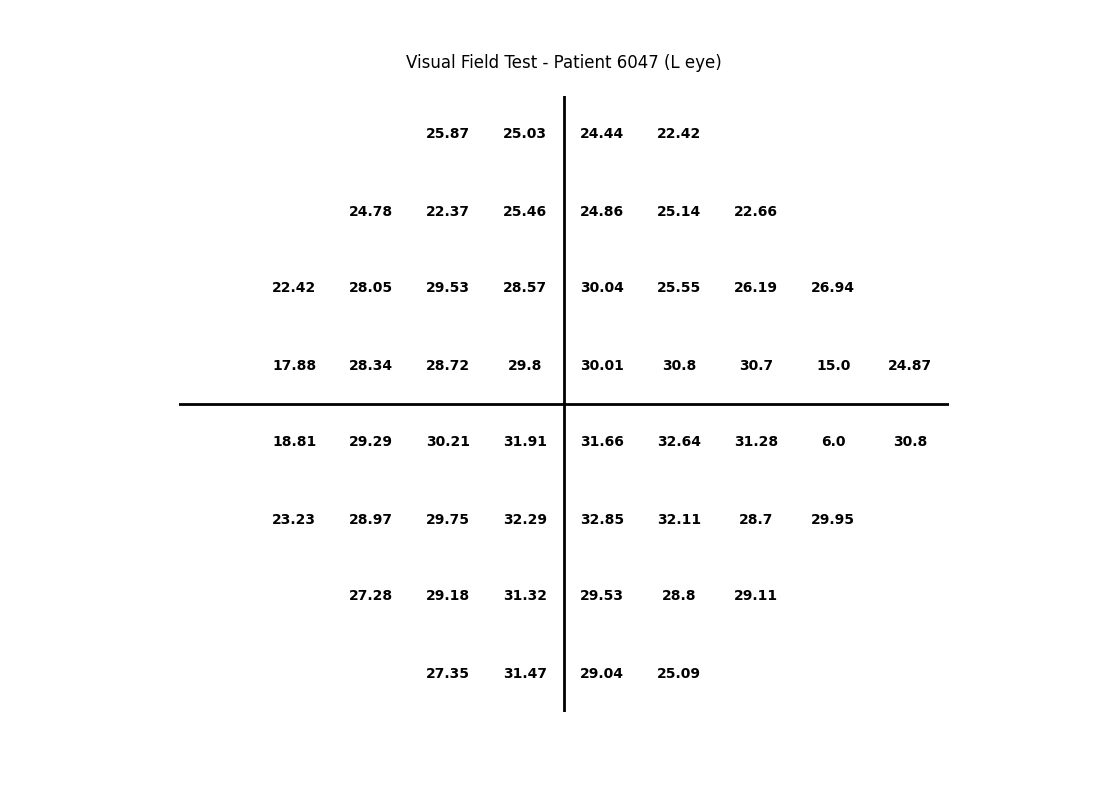 Visual Field Test - Patient 6047 (L eye)
25.87 25.03 24.44 22.42
24.78 22.37 25.46 24.86 25.14 22.66
22.42 28.05 29.53 28.57 30.04 25.55 26.19 26.94
17.88 28.34 28.72 29.8 30.01 30.8 30.7 15.0 24.87
18.81 29.29 30.21 31.91 31.66 32.64 31.28 6.0 30.8
23.23 28.97 29.75 32.29 32.85 32.11 28.7 29.95
27.28 29.18 31.32 29.53 28.8 29.11
27.35 31.47 29.04 25.09